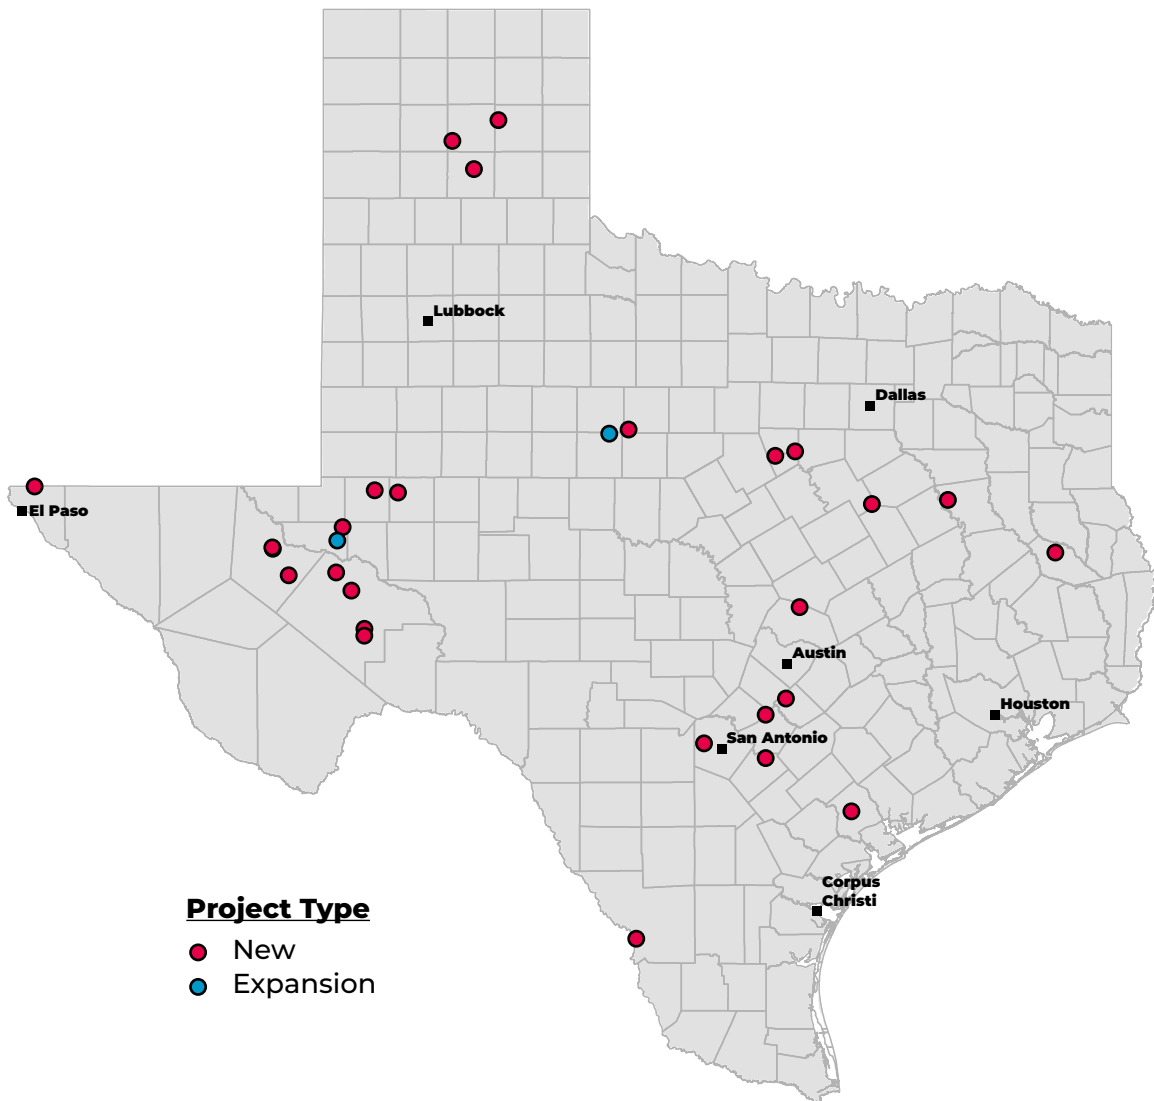 Lubbock
Dallas
El Paso
Austin
Houston
San Antonio
Corpus
Christi
Project Type
New
Expansion